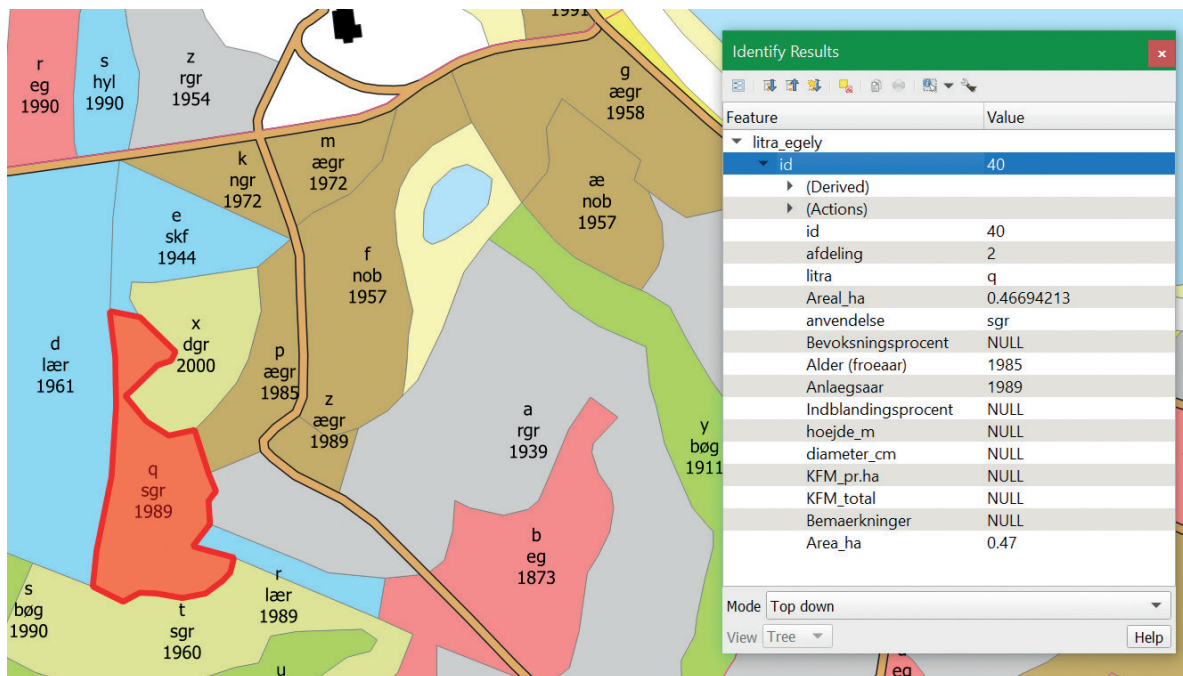 1991
r
eg
1990
s
hyl
1990
z
rgr
1954
g
ægr
1958
k
ngr
1972
m
ægr
1972
æ
nob
1957
e
skf
1944
f
nob
1957
x
dgr
2000
d
lær
1961
p
ægr
1985
z
ægr
1989
a
rgr
1939
y
bøg
1911
q
sgr
1989
b
eg
1873
r
lær
1989
s
bøg
1990
t
sgr
1960
u
eg
Identify Results
Feature Value
litra_egely
id 40
(Derived)
(Actions)
id 40
afdeling 2
litra q
Areal_ha 0.46694213
anvendelse sgr
Bevoksningsprocent NULL
Alder (froeaar) 1985
Anlaegsaar 1989
Indblandingsprocent NULL
hoejde_m NULL
diameter_cm NULL
KFM_pr.ha NULL
KFM_total NULL
Bemaerkninger NULL
Area_ha 0.47
Mode Top down
View Tree Help